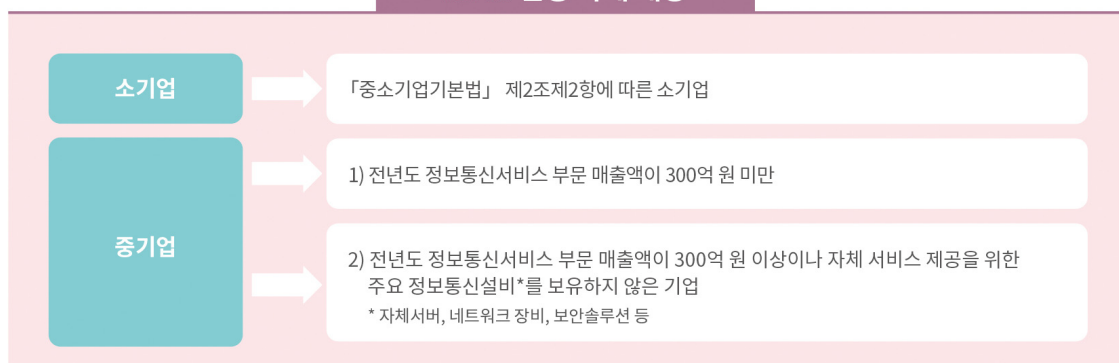 소기업
「중소기업기본법」 제2조제2항에 따른 소기업
중기업
1) 전년도 정보통신서비스 부문 매출액이 300억 원 미만
2) 전년도 정보통신서비스 부문 매출액이 300억 원 이상이나 자체 서비스 제공을 위한
주요 정보통신설비*를 보유하지 않은 기업
* 자체서버, 네트워크 장비, 보안솔루션 등